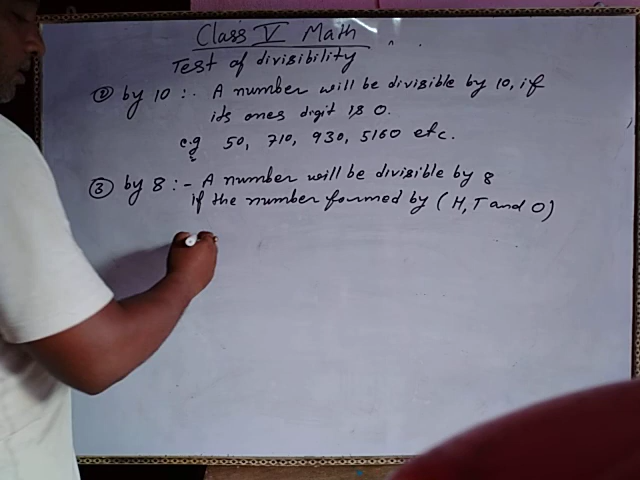 Class V Math
Test of divisibility
② by 10 :- A number will be divisible by 10, if
its ones digit is 0.
e.g 50, 710, 930, 5160 etc.
③ by 8 :- A number will be divisible by 8
if the number formed by (H, T and O)